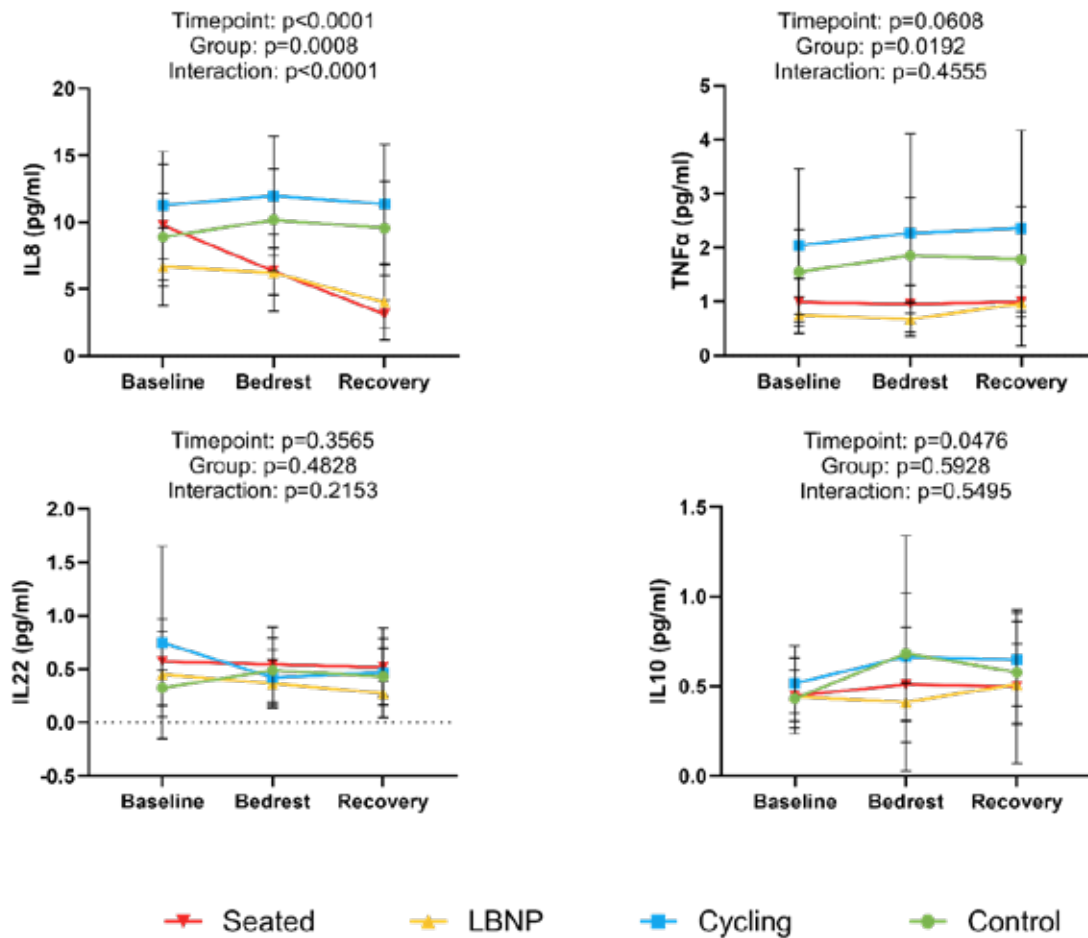 Timepoint: p<0.0001
Group: p=0.0008
Interaction: p<0.0001
IL8 (pg/ml)
20
15
10
5
0
Baseline Bedrest Recovery
Timepoint: p=0.0608
Group: p=0.0192
Interaction: p=0.4555
TNFα (pg/ml)
5
4
3
2
1
0
Baseline Bedrest Recovery
Timepoint: p=0.3565
Group: p=0.4828
Interaction: p=0.2153
IL22 (pg/ml)
2.0
1.5
1.0
0.5
0.0
-0.5
Baseline Bedrest Recovery
Timepoint: p=0.0476
Group: p=0.5928
Interaction: p=0.5495
IL10 (pg/ml)
1.5
1.0
0.5
0.0
Baseline Bedrest Recovery
Seated LBNP Cycling Control